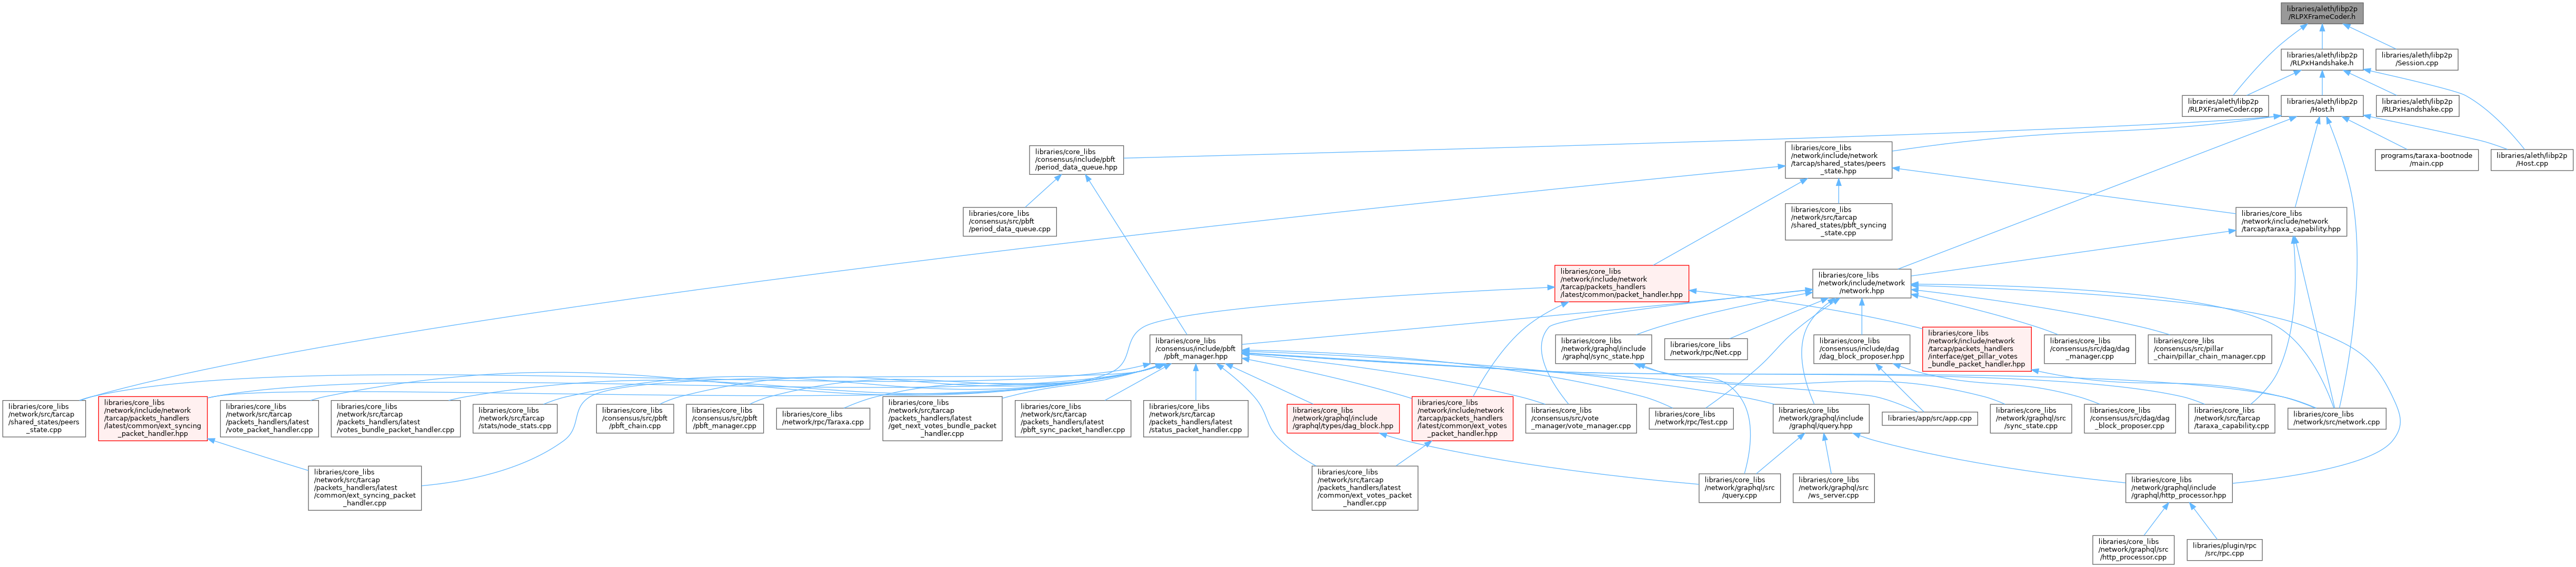 libraries/aleth/libp2p
/RLPXFrameCoder.h
libraries/aleth/libp2p
/RLPxHandshake.h
libraries/aleth/libp2p
/Session.cpp
libraries/aleth/libp2p
/RLPXFrameCoder.cpp
libraries/aleth/libp2p
/Host.h
libraries/aleth/libp2p
/RLPxHandshake.cpp
libraries/core_libs
/consensus/include/pbft
/period_data_queue.hpp
libraries/core_libs
/network/include/network
/tarcap/shared_states/peers
_state.hpp
programs/taraxa-bootnode
/main.cpp
libraries/aleth/libp2p
/Host.cpp
libraries/core_libs
/consensus/src/pbft
/period_data_queue.cpp
libraries/core_libs
/network/src/tarcap
/shared_states/pbft_syncing
_state.cpp
libraries/core_libs
/network/include/network
/tarcap/taraxa_capability.hpp
libraries/core_libs
/network/include/network
/tarcap/packets_handlers
/latest/common/packet_handler.hpp
libraries/core_libs
/network/include/network
/network.hpp
libraries/core_libs
/consensus/include/pbft
/pbft_manager.hpp
libraries/core_libs
/network/graphql/include
/graphql/sync_state.hpp
libraries/core_libs
/network/rpc/Net.cpp
libraries/core_libs
/consensus/include/dag
/dag_block_proposer.hpp
libraries/core_libs
/network/include/network
/tarcap/packets_handlers
/interface/get_pillar_votes
_bundle_packet_handler.hpp
libraries/core_libs
/consensus/src/dag/dag
_manager.cpp
libraries/core_libs
/consensus/src/pillar
_chain/pillar_chain_manager.cpp
libraries/core_libs
/network/src/tarcap
/shared_states/peers
_state.cpp
libraries/core_libs
/network/include/network
/tarcap/packets_handlers
/latest/common/ext_syncing
_packet_handler.hpp
libraries/core_libs
/network/src/tarcap
/packets_handlers/latest
/vote_packet_handler.cpp
libraries/core_libs
/network/src/tarcap
/packets_handlers/latest
/votes_bundle_packet_handler.cpp
libraries/core_libs
/network/src/tarcap
/stats/node_stats.cpp
libraries/core_libs
/consensus/src/pbft
/pbft_chain.cpp
libraries/core_libs
/consensus/src/pbft
/pbft_manager.cpp
libraries/core_libs
/network/rpc/Taraxa.cpp
libraries/core_libs
/network/src/tarcap
/packets_handlers/latest
/get_next_votes_bundle_packet
_handler.cpp
libraries/core_libs
/network/src/tarcap
/packets_handlers/latest
/pbft_sync_packet_handler.cpp
libraries/core_libs
/network/src/tarcap
/packets_handlers/latest
/status_packet_handler.cpp
libraries/core_libs
/network/graphql/include
/graphql/types/dag_block.hpp
libraries/core_libs
/network/include/network
/tarcap/packets_handlers
/latest/common/ext_votes
_packet_handler.hpp
libraries/core_libs
/consensus/src/vote
_manager/vote_manager.cpp
libraries/core_libs
/network/rpc/Test.cpp
libraries/core_libs
/network/graphql/include
/graphql/query.hpp
libraries/app/src/app.cpp
libraries/core_libs
/network/graphql/src
/sync_state.cpp
libraries/core_libs
/consensus/src/dag/dag
_block_proposer.cpp
libraries/core_libs
/network/src/tarcap
/taraxa_capability.cpp
libraries/core_libs
/network/src/network.cpp
libraries/core_libs
/network/src/tarcap
/packets_handlers/latest
/common/ext_syncing_packet
_handler.cpp
libraries/core_libs
/network/src/tarcap
/packets_handlers/latest
/common/ext_votes_packet
_handler.cpp
libraries/core_libs
/network/graphql/src
/query.cpp
libraries/core_libs
/network/graphql/src
/ws_server.cpp
libraries/core_libs
/network/graphql/include
/graphql/http_processor.hpp
libraries/core_libs
/network/graphql/src
/http_processor.cpp
libraries/plugin/rpc
/src/rpc.cpp